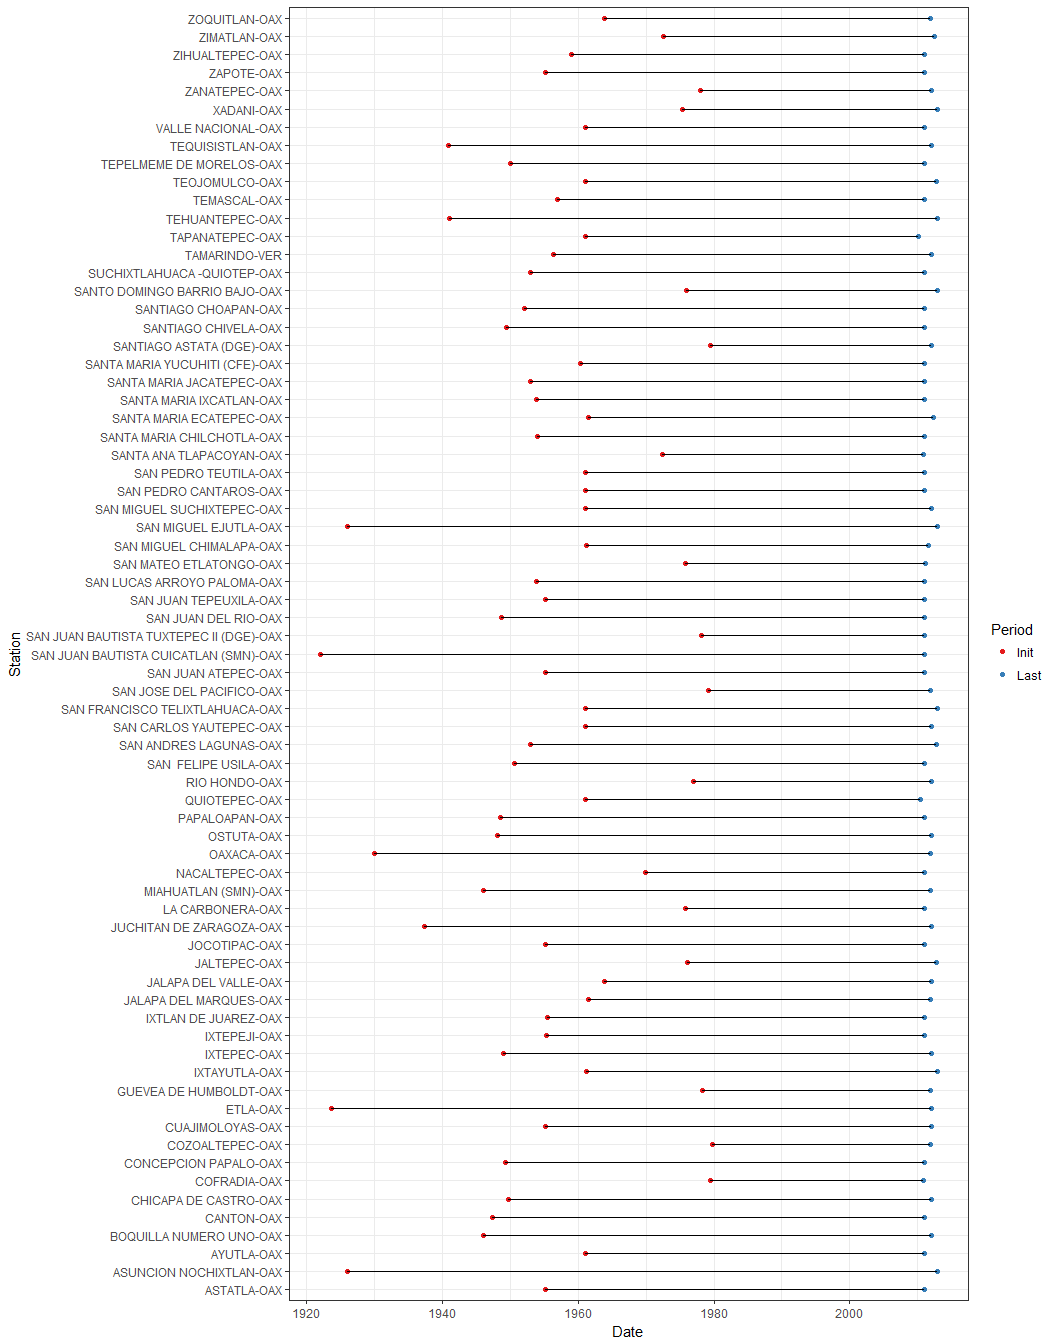 ZOQUITLAN-OAX
ZIMATLAN-OAX
ZIHUALTEPEC-OAX
ZAPOTE-OAX
ZANATEPEC-OAX
XADANI-OAX
VALLE NACIONAL-OAX
TEQUISISTLAN-OAX
TEPELMEME DE MORELOS-OAX
TEOJOMULCO-OAX
TEMASCAL-OAX
TEHUANTEPEC-OAX
TAPANATEPEC-OAX
TAMARINDO-VER
SUCHIXTLAHUACA -QUIOTEP-OAX
SANTO DOMINGO BARRIO BAJO-OAX
SANTIAGO CHOAPAN-OAX
SANTIAGO CHIVELA-OAX
SANTIAGO ASTATA (DGE)-OAX
SANTA MARIA YUCUHITI (CFE)-OAX
SANTA MARIA JACATEPEC-OAX
SANTA MARIA IXCATLAN-OAX
SANTA MARIA ECATEPEC-OAX
SANTA MARIA CHILCHOTLA-OAX
SANTA ANA TLAPACOYAN-OAX
SAN PEDRO TEUTILA-OAX
SAN PEDRO CANTAROS-OAX
SAN MIGUEL SUCHIXTEPEC-OAX
SAN MIGUEL EJUTLA-OAX
SAN MIGUEL CHIMALAPA-OAX
SAN MATEO ETLATONGO-OAX
SAN LUCAS ARROYO PALOMA-OAX
SAN JUAN TEPEUXILA-OAX
SAN JUAN DEL RIO-OAX
SAN JUAN BAUTISTA TUXTEPEC II (DGE)-OAX
SAN JUAN BAUTISTA CUICATLAN (SMN)-OAX
SAN JUAN ATEPEC-OAX
SAN JOSE DEL PACIFICO-OAX
SAN FRANCISCO TELIXTLAHUACA-OAX
SAN CARLOS YAUTEPEC-OAX
SAN ANDRES LAGUNAS-OAX
SAN  FELIPE USILA-OAX
RIO HONDO-OAX
QUIOTEPEC-OAX
PAPALOAPAN-OAX
OSTUTA-OAX
OAXACA-OAX
NACALTEPEC-OAX
MIAHUATLAN (SMN)-OAX
LA CARBONERA-OAX
JUCHITAN DE ZARAGOZA-OAX
JOCOTIPAC-OAX
JALTEPEC-OAX
JALAPA DEL VALLE-OAX
JALAPA DEL MARQUES-OAX
IXTLAN DE JUAREZ-OAX
IXTEPEJI-OAX
IXTEPEC-OAX
IXTAYUTLA-OAX
GUEVEA DE HUMBOLDT-OAX
ETLA-OAX
CUAJIMOLOYAS-OAX
COZOALTEPEC-OAX
CONCEPCION PAPALO-OAX
COFRADIA-OAX
CHICAPA DE CASTRO-OAX
CANTON-OAX
BOQUILLA NUMERO UNO-OAX
AYUTLA-OAX
ASUNCION NOCHIXTLAN-OAX
ASTATLA-OAX
Station
1920 1940 1960 1980 2000
Date
Period
Init
Last